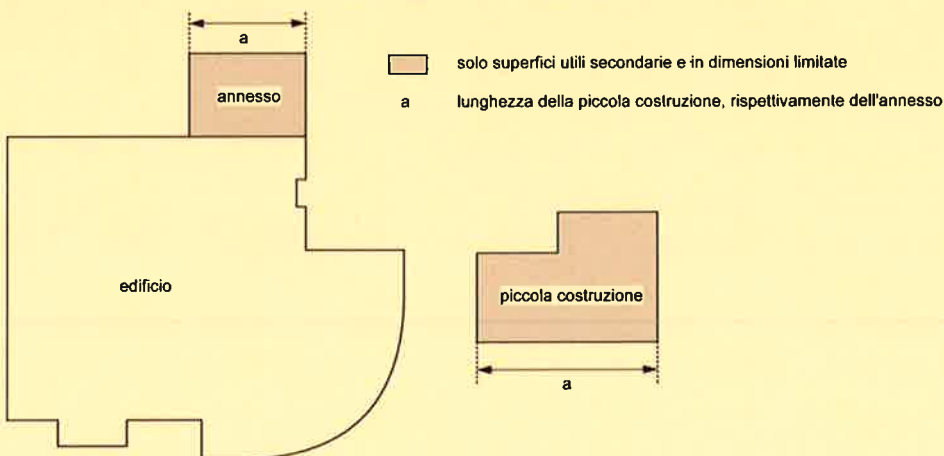 a
annesso
solo superfici utili secondarie e in dimensioni limitate
a lunghezza della piccola costruzione, rispettivamente dell'annesso
edificio
piccola costruzione
a